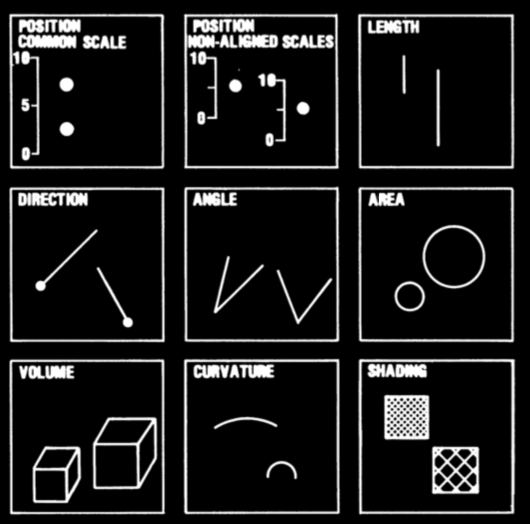 POSITION
COMMON SCALE
10
5
0
POSITION
NON-ALIGNED SCALES
10
0
10
0
LENGTH
DIRECTION
ANGLE
AREA
VOLUME
CURVATURE
SHADING